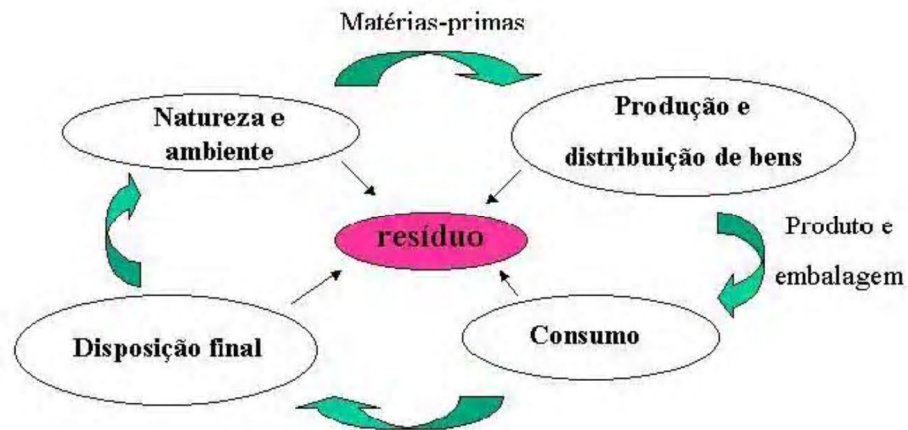 Matérias-primas
Natureza e
ambiente
Produção e
distribuição de bens
resíduo
Produto e
embalagem
Disposição final
Consumo